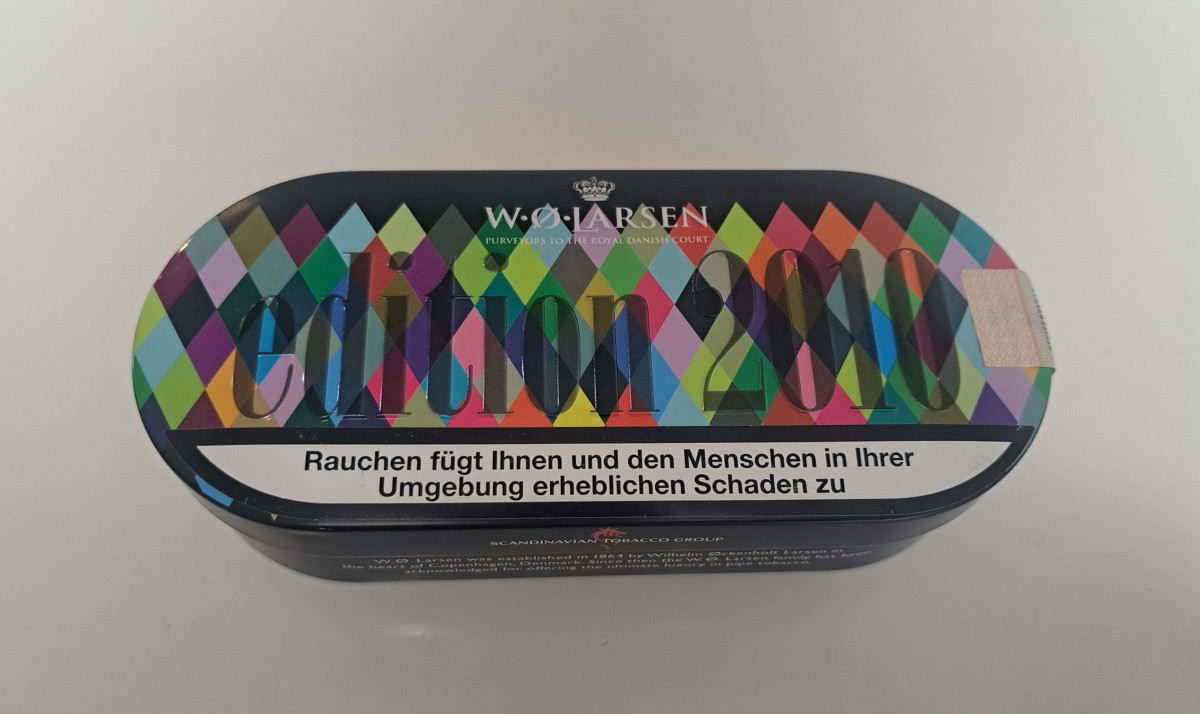 W·Ø·LARSEN
PURVEYORS TO THE ROYAL DANISH COURT
edition 2010
Rauchen fügt Ihnen und den Menschen in Ihrer
Umgebung erheblichen Schaden zu
SCANDINAVIAN TOBACCO GROUP
W.Ø. Larsen was established in 1864 by Wilhelm Øckenholt Larsen in
the heart of Copenhagen, Denmark. Since then the W.Ø. Larsen family has been
acknowledged for offering the ultimate luxury in pipe tobacco.